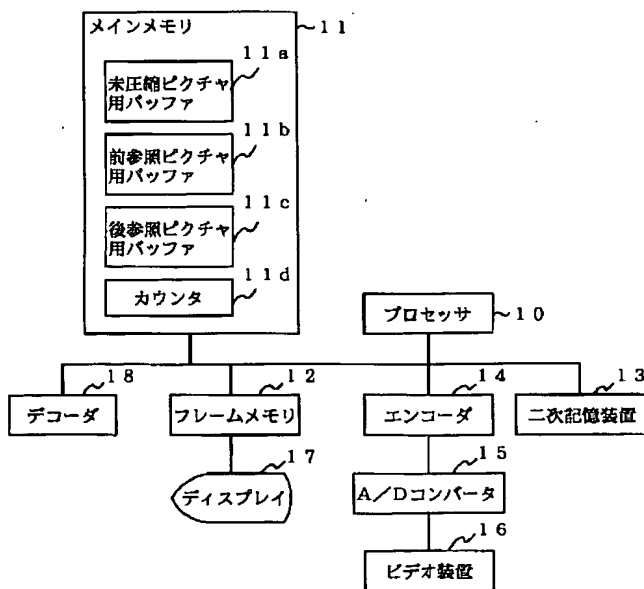 メインメモリ
11
11a
未圧縮ピクチャ
用バッファ
11b
前参照ピクチャ
用バッファ
11c
後参照ピクチャ
用バッファ
11d
カウンタ
プロセッサ
10
18
デコーダ
12
フレームメモリ
14
エンコーダ
13
二次記憶装置
17
ディスプレイ
15
A/Dコンバータ
16
ビデオ装置